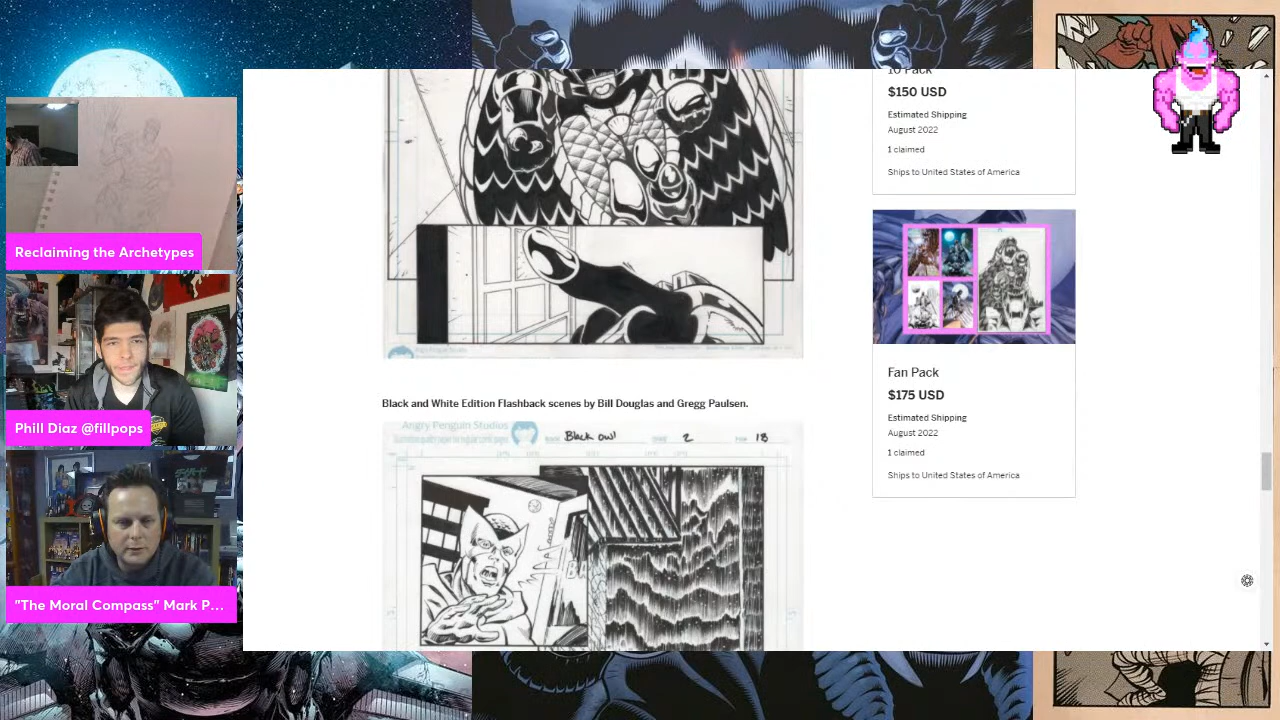 Reclaiming the Archetypes
Phill Diaz @fillpops
"The Moral Compass" Mark P...
Black and White Edition Flashback scenes by Bill Douglas and Gregg Paulsen.
Angry Penguin Studios
BOOK Black owl
2
18
10 Pack
$150 USD
Estimated Shipping
August 2022
1 claimed
Ships to United States of America
Fan Pack
$175 USD
Estimated Shipping
August 2022
1 claimed
Ships to United States of America